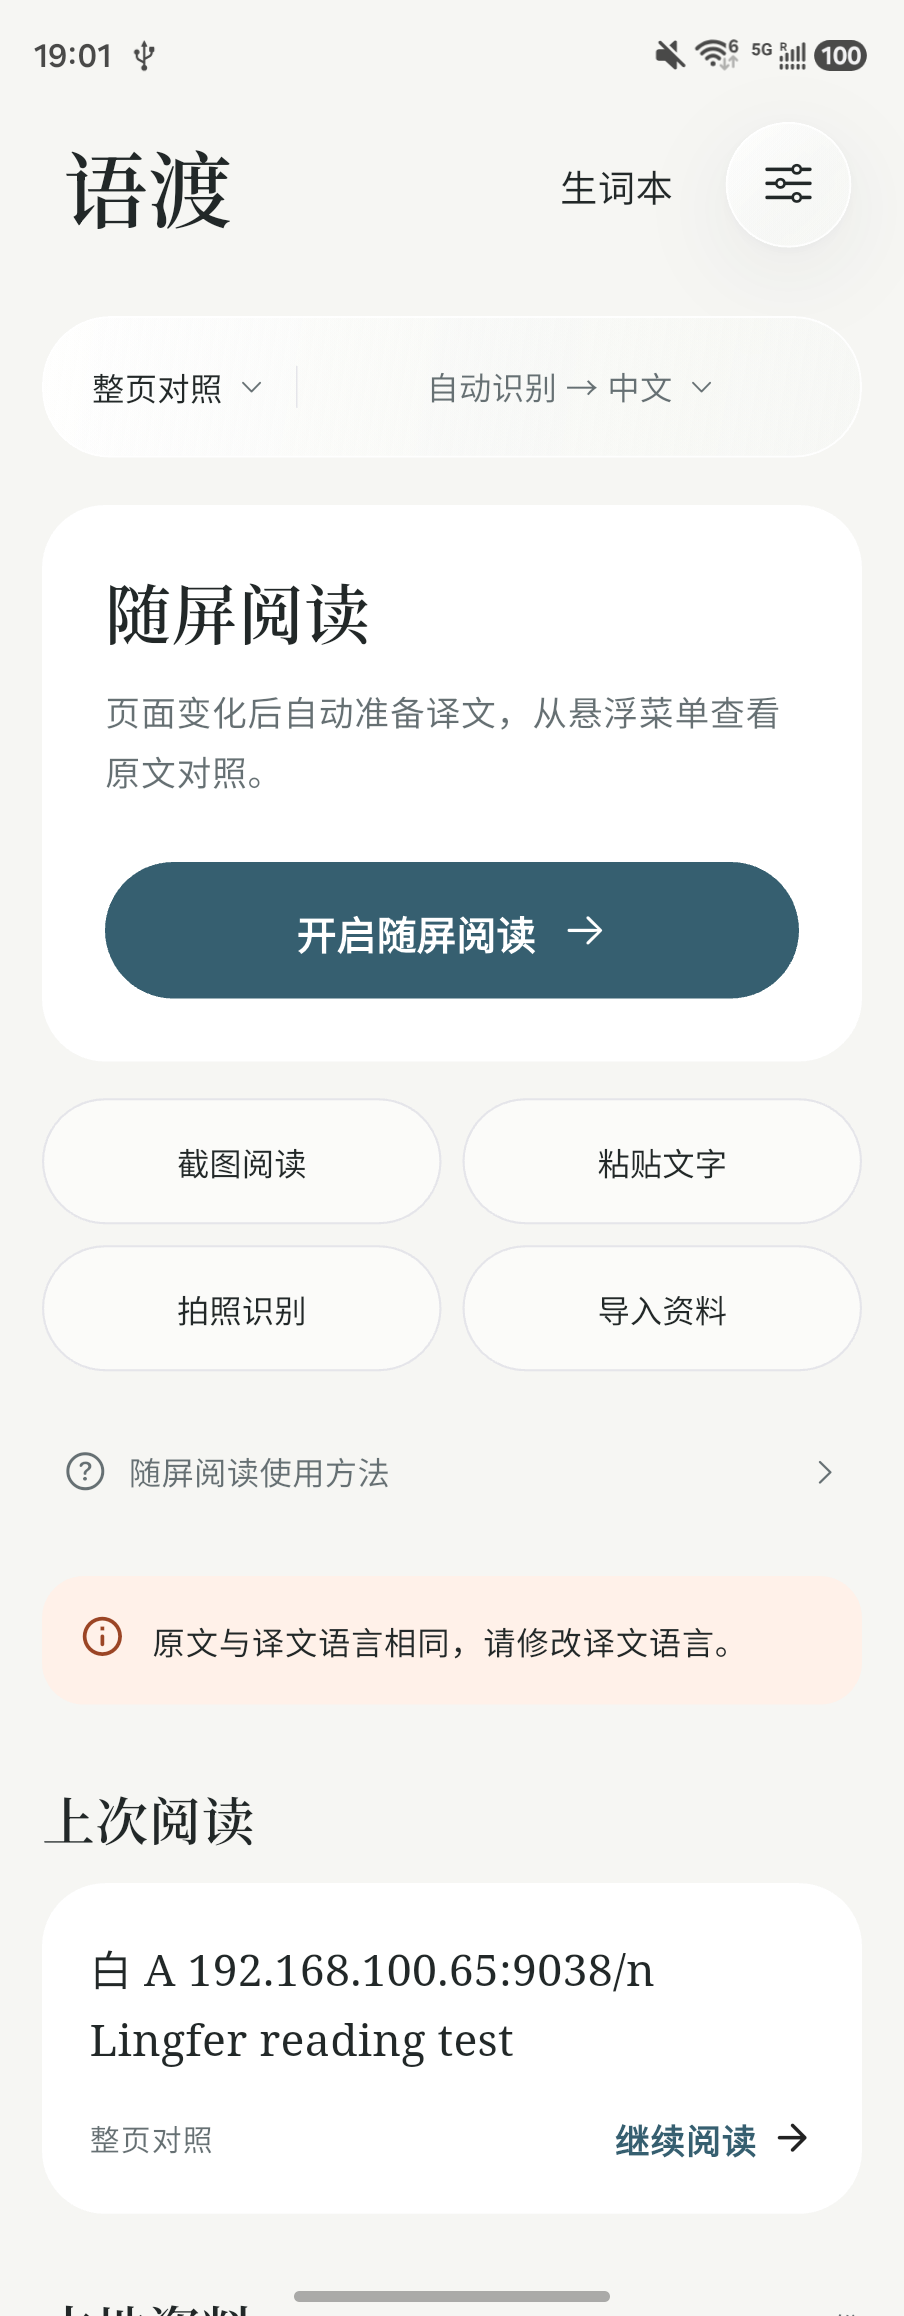 19:01
6 5G R 100
语渡
生词本
整页对照
自动识别 → 中文
随屏阅读
页面变化后自动准备译文，从悬浮菜单查看
原文对照。
开启随屏阅读 →
截图阅读
粘贴文字
拍照识别
导入资料
随屏阅读使用方法
原文与译文语言相同，请修改译文语言。
上次阅读
白 A 192.168.100.65:9038/n
Lingfer reading test
整页对照
继续阅读 →